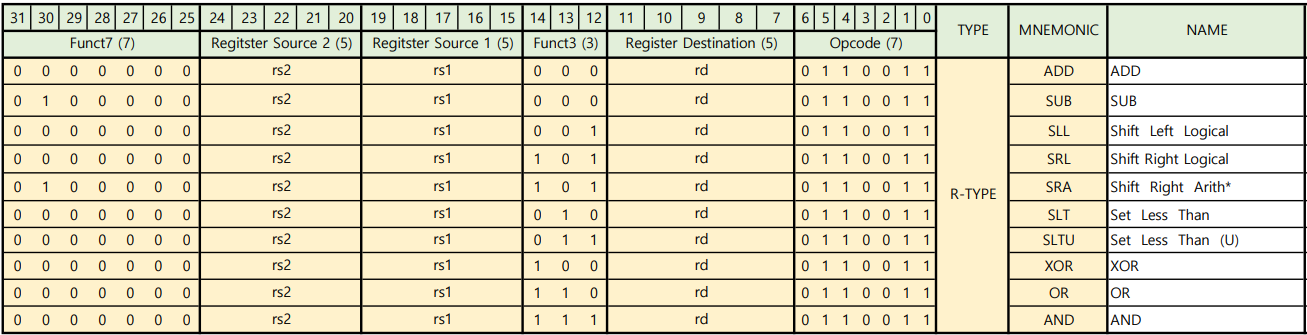 31 30 29 28 27 26 25 24 23 22 21 20 19 18 17 16 15 14 13 12 11 10 9 8 7 6 5 4 3 2 1 0 TYPE MNEMONIC NAME
Funct7 (7) Regitster Source 2 (5) Regitster Source 1 (5) Funct3 (3) Register Destination (5) Opcode (7)
0 0 0 0 0 0 0 rs2 rs1 0 0 0 rd 0 1 1 0 0 1 1 ADD ADD
0 1 0 0 0 0 0 rs2 rs1 0 0 0 rd 0 1 1 0 0 1 1 SUB SUB
0 0 0 0 0 0 0 rs2 rs1 0 0 1 rd 0 1 1 0 0 1 1 SLL Shift Left Logical
0 0 0 0 0 0 0 rs2 rs1 1 0 1 rd 0 1 1 0 0 1 1 SRL Shift Right Logical
0 1 0 0 0 0 0 rs2 rs1 1 0 1 rd 0 1 1 0 0 1 1 R-TYPE SRA Shift Right Arith*
0 0 0 0 0 0 0 rs2 rs1 0 1 0 rd 0 1 1 0 0 1 1 SLT Set Less Than
0 0 0 0 0 0 0 rs2 rs1 0 1 1 rd 0 1 1 0 0 1 1 SLTU Set Less Than (U)
0 0 0 0 0 0 0 rs2 rs1 1 0 0 rd 0 1 1 0 0 1 1 XOR XOR
0 0 0 0 0 0 0 rs2 rs1 1 1 0 rd 0 1 1 0 0 1 1 OR OR
0 0 0 0 0 0 0 rs2 rs1 1 1 1 rd 0 1 1 0 0 1 1 AND AND